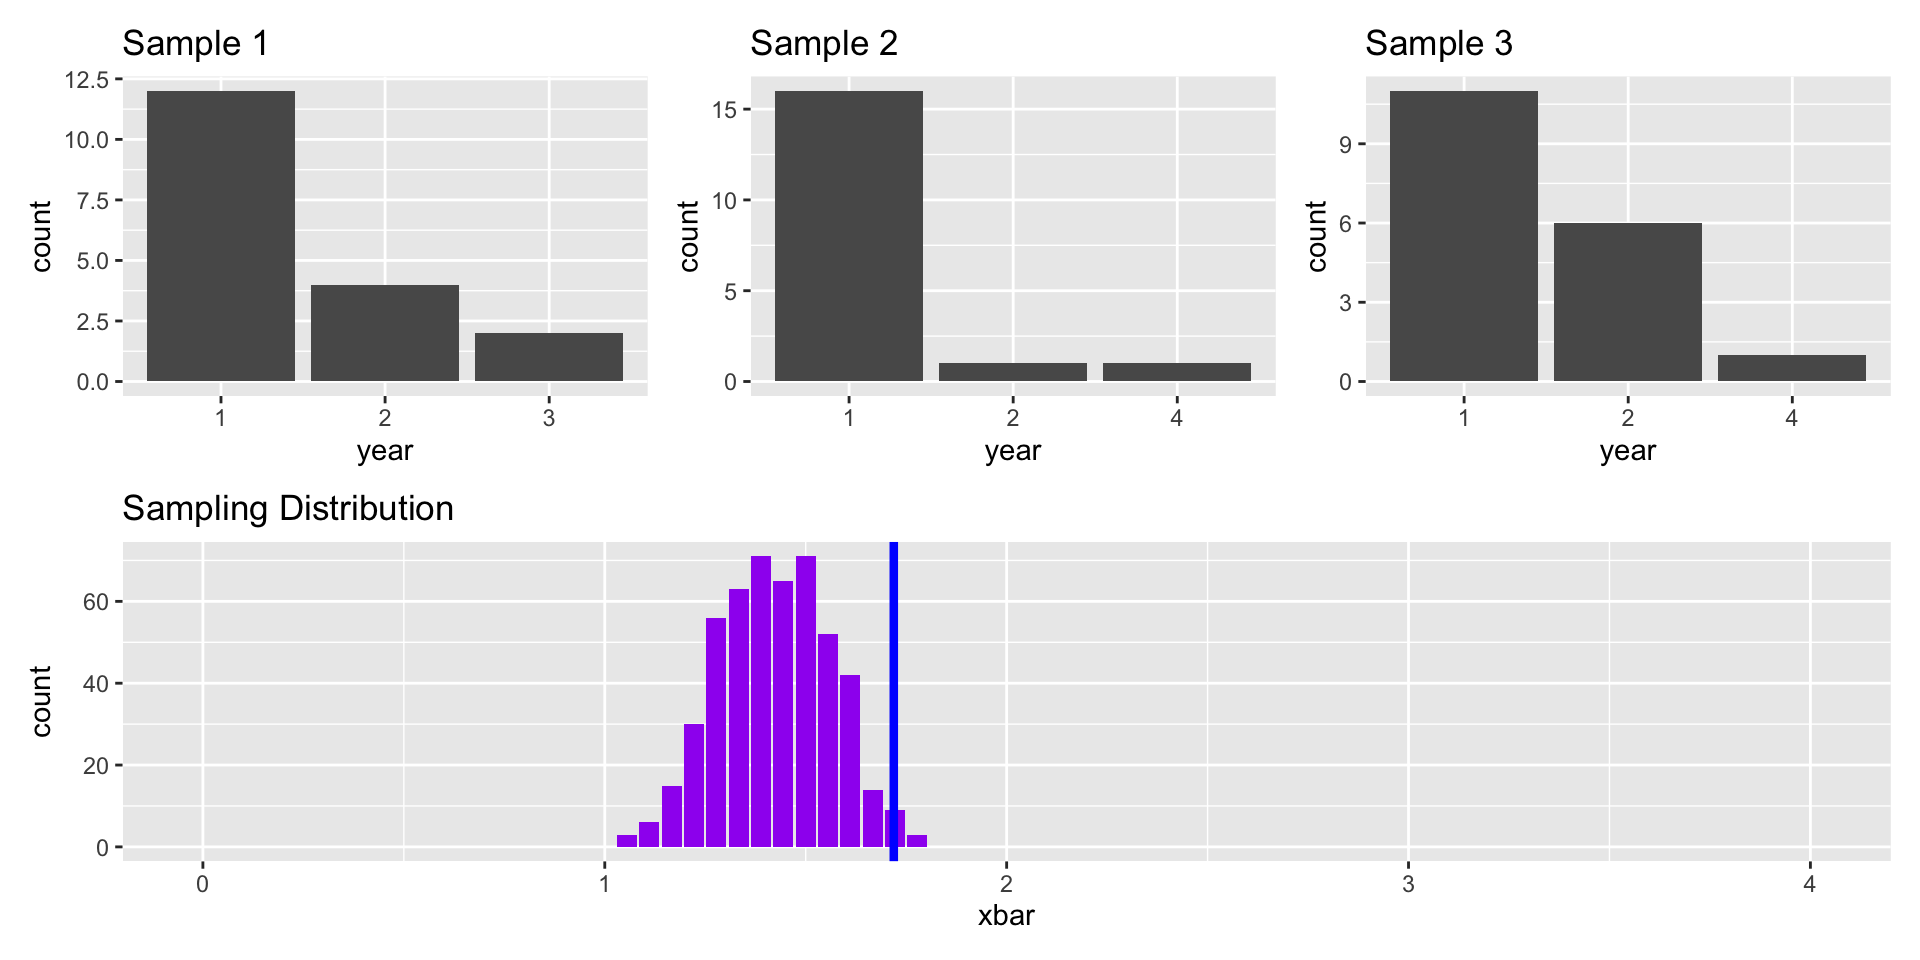 Sample 1
12.5
10.0
7.5
5.0
2.5
0.0
count
1 2 3
year
Sample 2
15
10
5
0
count
1 2 4
year
Sample 3
9
6
3
0
count
1 2 4
year
Sampling Distribution
60
40
20
0
count
0 1 2 3 4
xbar